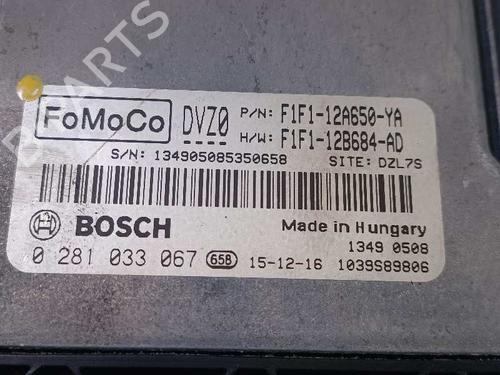 B-PARTS
FoMoCo DVZ0 P/N: F1F1-12A650-YA
H/W: F1F1-12B684-AD
S/N: 134905085350658 SITE: DZL7S
BOSCH Made in Hungary
1349 0508
0 281 033 067 658 15-12-16 1039S89806